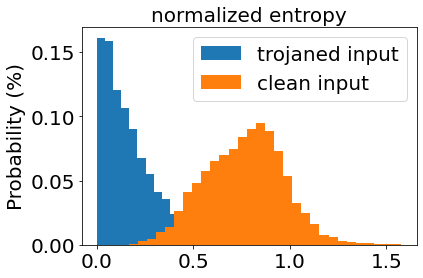 normalized entropy
trojaned input
clean input
Probability (%)
0.15
0.10
0.05
0.00
0.0 0.5 1.0 1.5